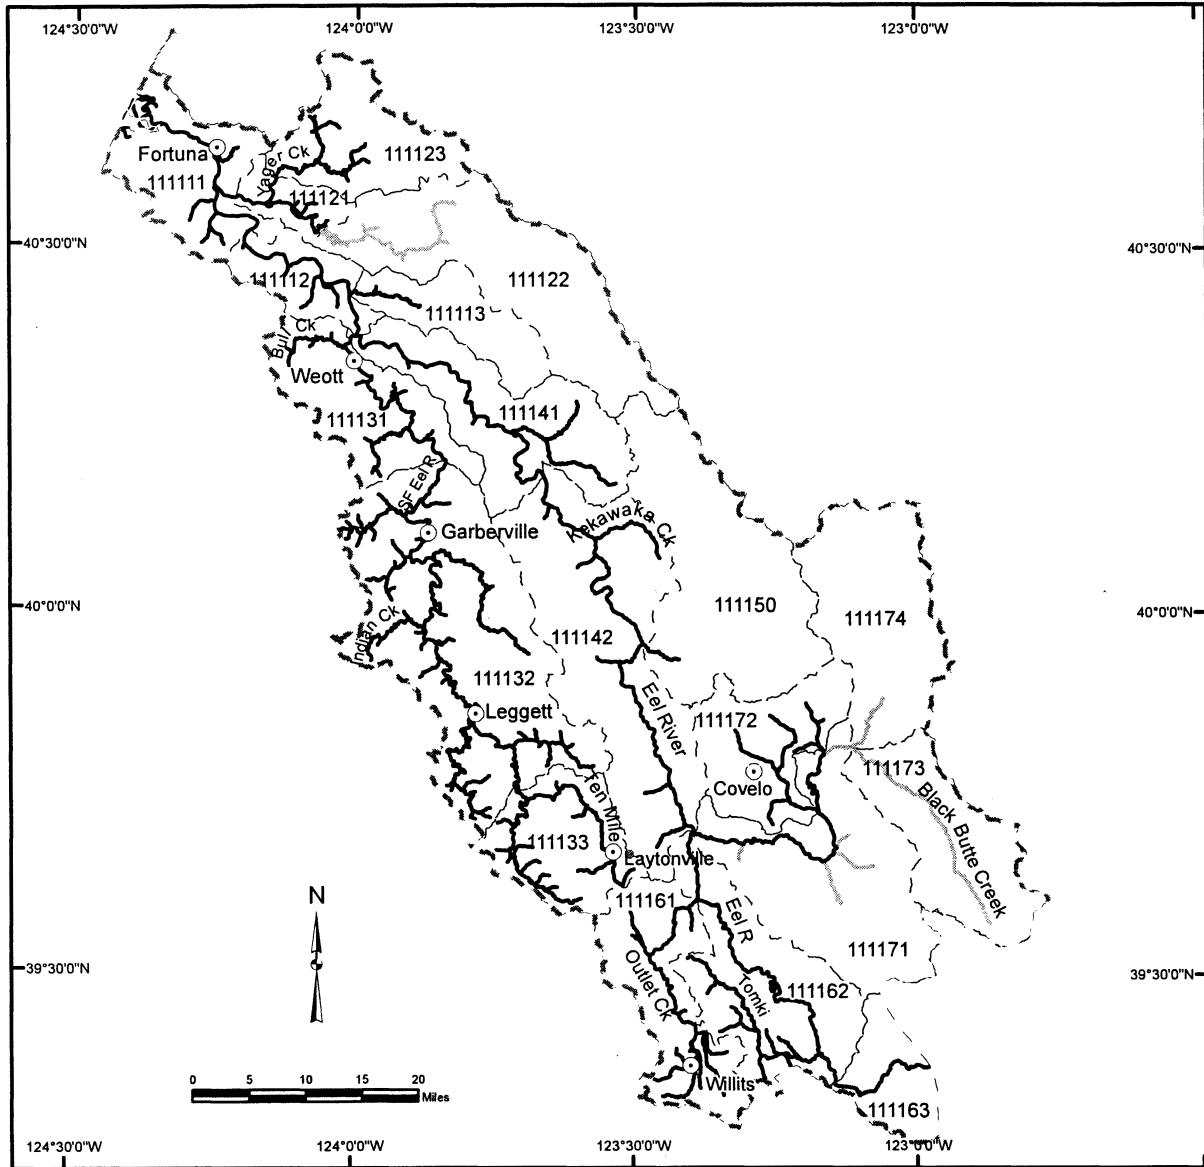 124°30'0"W
124°0'0"W
123°30'0"W
123°0'0"W
Fortuna
Yager Ck
111123
111111
111121
40°30'0"N
40°30'0"N
111112
111122
111113
Bull Ck
Weott
111131
111141
SF Eel R
Garberville
Kekawaka Ck
40°0'0"N
40°0'0"N
111150
111174
Indian Ck
111142
111132
Leggett
Eel River
111172
Covelo
111173
Black Butte Creek
Ten Mile
111133
Laytonville
111161
Eel R
111171
N
39°30'0"N
39°30'0"N
Outlet Ck
Tomki
111162
Willits
111163
0 5 10 15 20
Miles
124°30'0"W
124°0'0"W
123°30'0"W
123°0'0"W